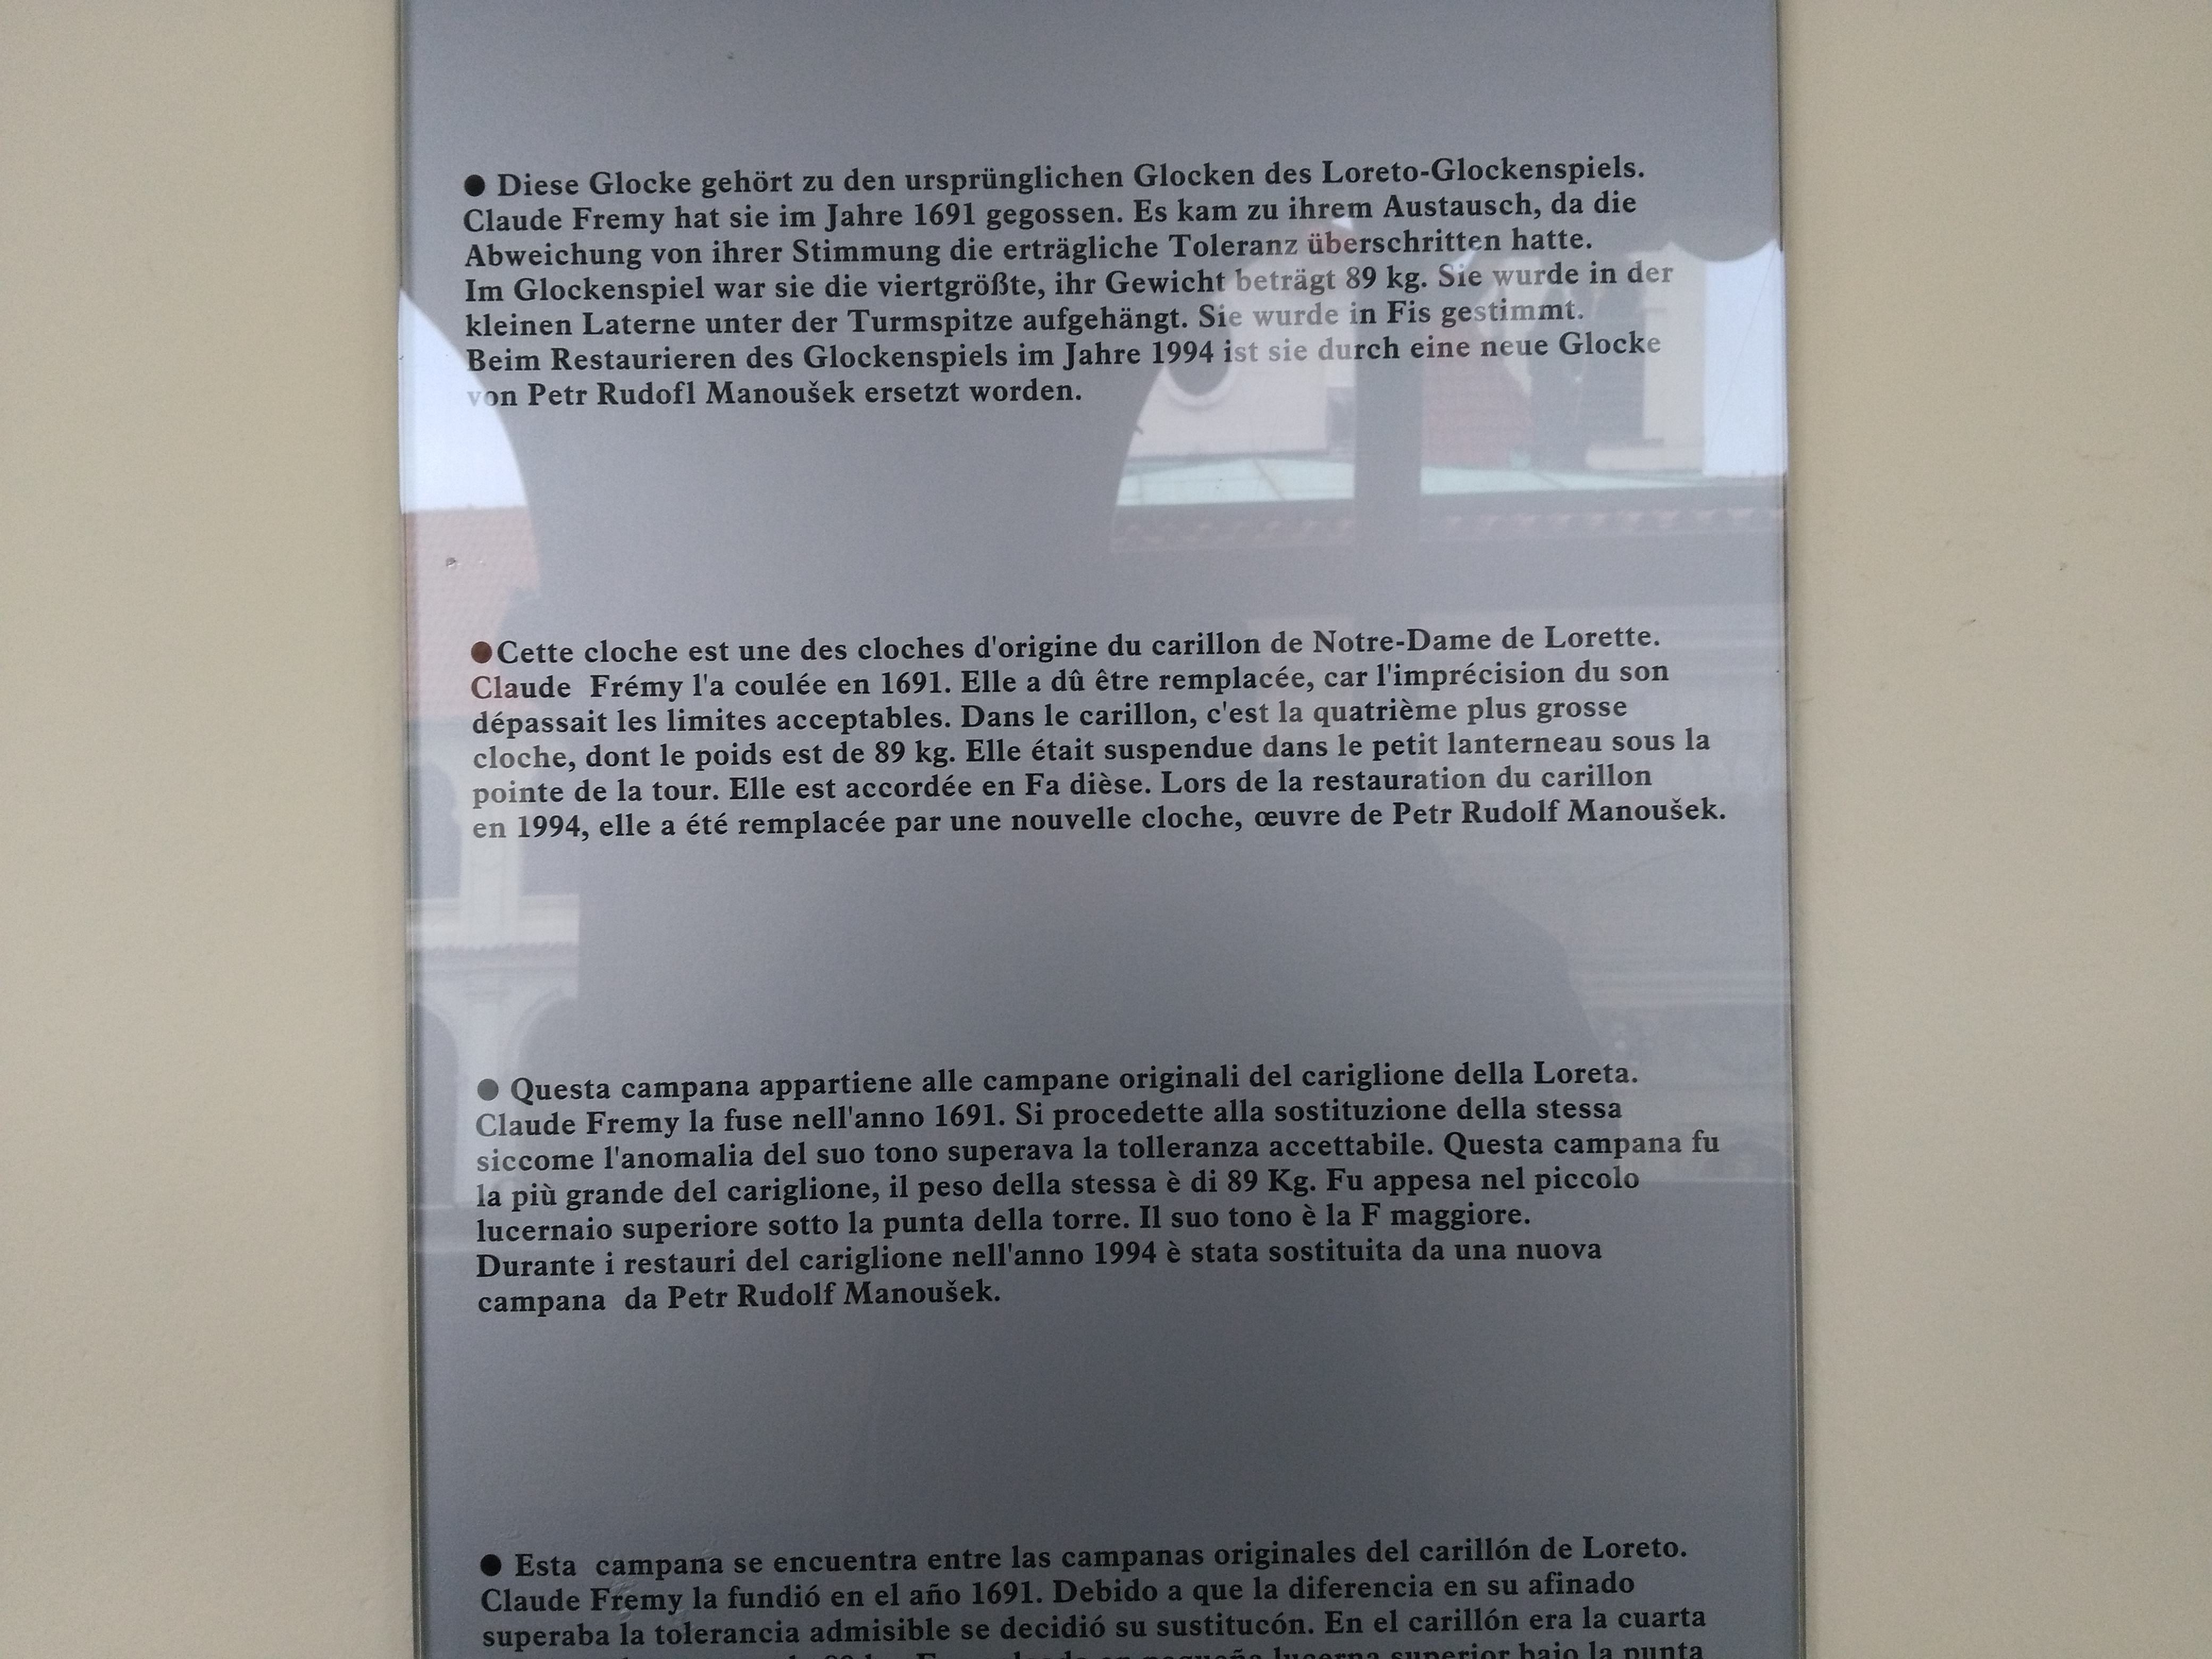 ● Diese Glocke gehört zu den ursprünglichen Glocken des Loreto-Glockenspiels.
Claude Fremy hat sie im Jahre 1691 gegossen. Es kam zu ihrem Austausch, da die
Abweichung von ihrer Stimmung die erträgliche Toleranz überschritten hatte.
Im Glockenspiel war sie die viertgrößte, ihr Gewicht beträgt 89 kg. Sie wurde in der
kleinen Laterne unter der Turmspitze aufgehängt. Sie wurde in Fis gestimmt.
Beim Restaurieren des Glockenspiels im Jahre 1994 ist sie durch eine neue Glocke
von Petr Rudofl Manoušek ersetzt worden.
●Cette cloche est une des cloches d'origine du carillon de Notre-Dame de Lorette.
Claude Frémy l'a coulée en 1691. Elle a dû être remplacée, car l'imprécision du son
dépassait les limites acceptables. Dans le carillon, c'est la quatrième plus grosse
cloche, dont le poids est de 89 kg. Elle était suspendue dans le petit lanterneau sous la
pointe de la tour. Elle est accordée en Fa dièse. Lors de la restauration du carillon
en 1994, elle a été remplacée par une nouvelle cloche, œuvre de Petr Rudolf Manoušek.
● Questa campana appartiene alle campane originali del cariglione della Loreta.
Claude Fremy la fuse nell'anno 1691. Si procedette alla sostituzione della stessa
siccome l'anomalia del suo tono superava la tolleranza accettabile. Questa campana fu
la più grande del cariglione, il peso della stessa è di 89 Kg. Fu appesa nel piccolo
lucernaio superiore sotto la punta della torre. Il suo tono è la F maggiore.
Durante i restauri del cariglione nell'anno 1994 è stata sostituita da una nuova
campana da Petr Rudolf Manoušek.
● Esta campana se encuentra entre las campanas originales del carillón de Loreto.
Claude Fremy la fundió en el año 1691. Debido a que la diferencia en su afinado
superaba la tolerancia admisible se decidió su sustitucón. En el carillón era la cuarta
superior bajo la punta